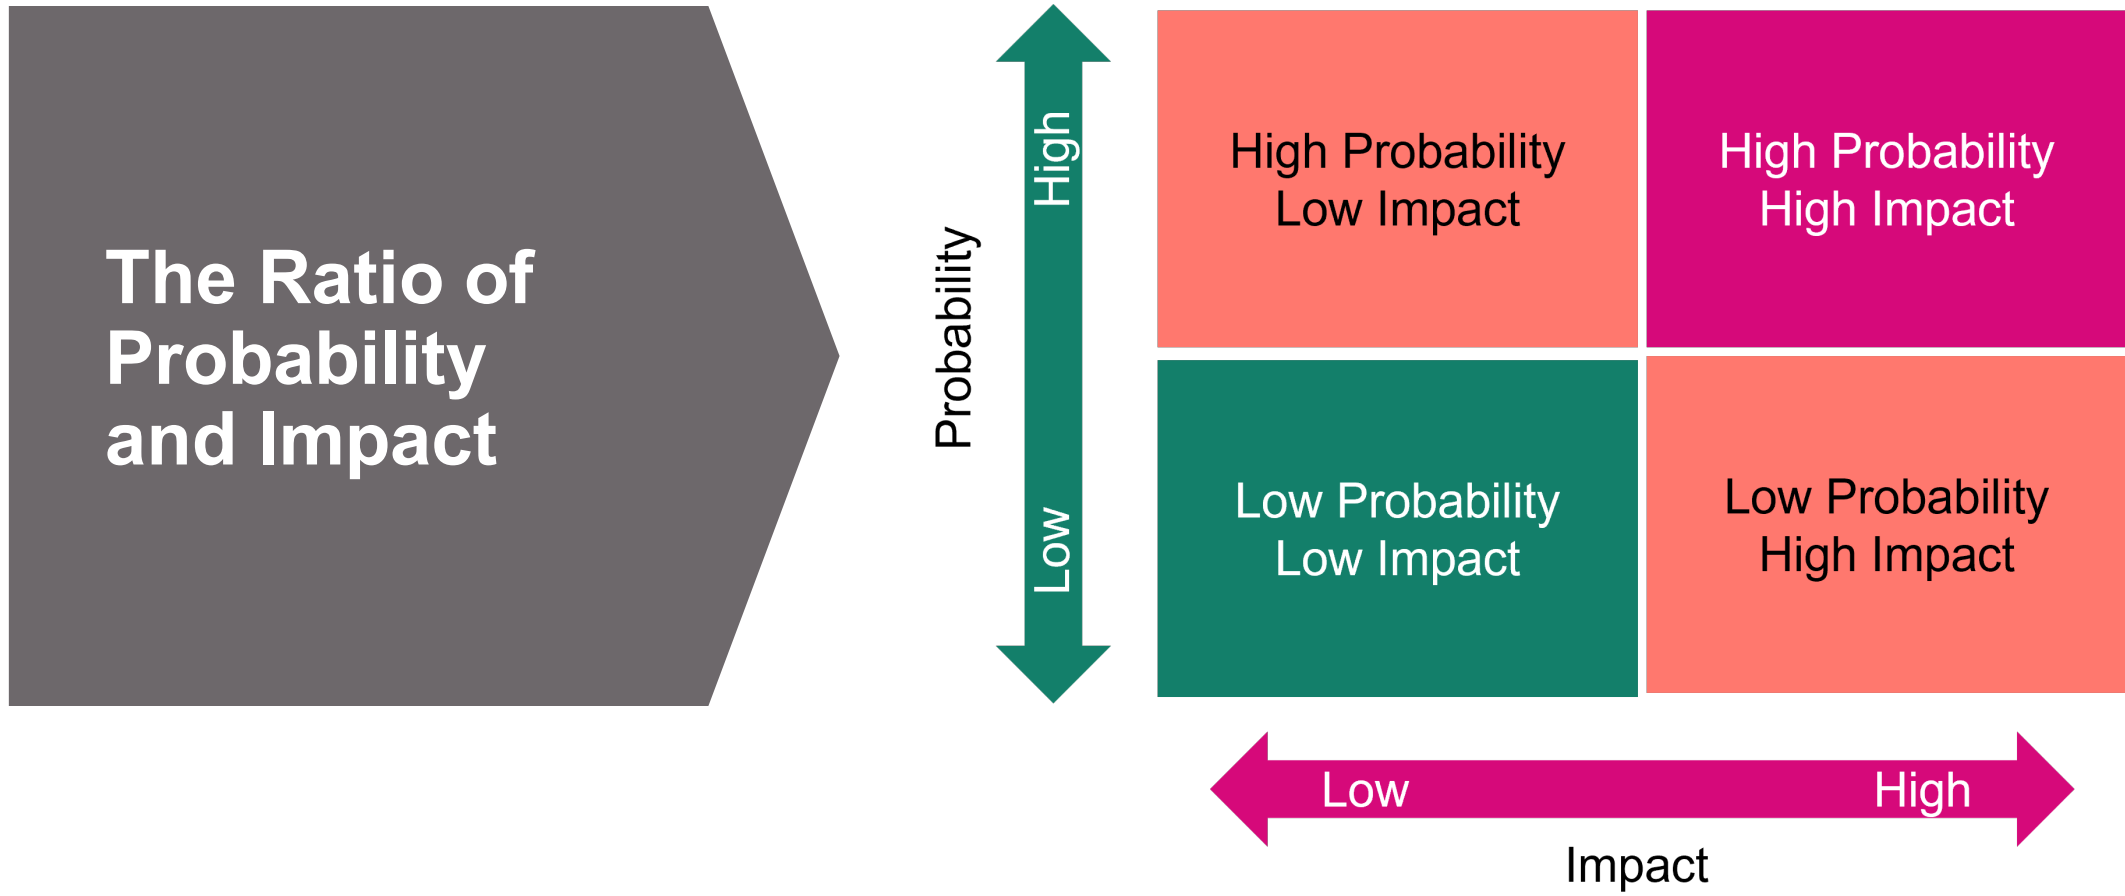 The Ratio of
Probability
and Impact
Probability
High
Low
High Probability
Low Impact
High Probability
High Impact
Low Probability
Low Impact
Low Probability
High Impact
Low
High
Impact